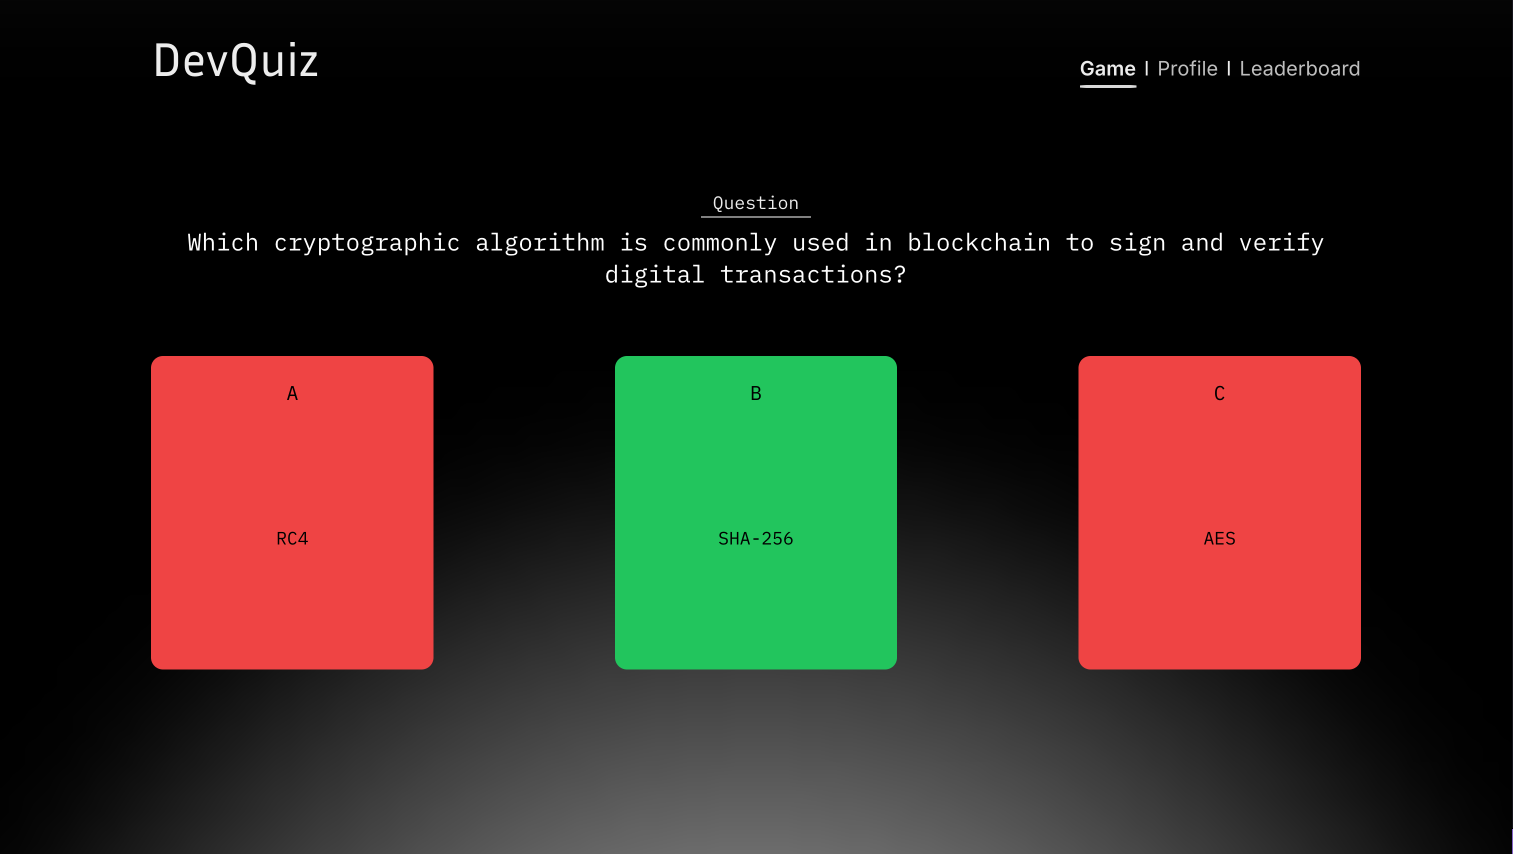 DevQuiz
Game | Profile | Leaderboard
Question
Which cryptographic algorithm is commonly used in blockchain to sign and verify
digital transactions?
A
RC4
B
SHA-256
C
AES